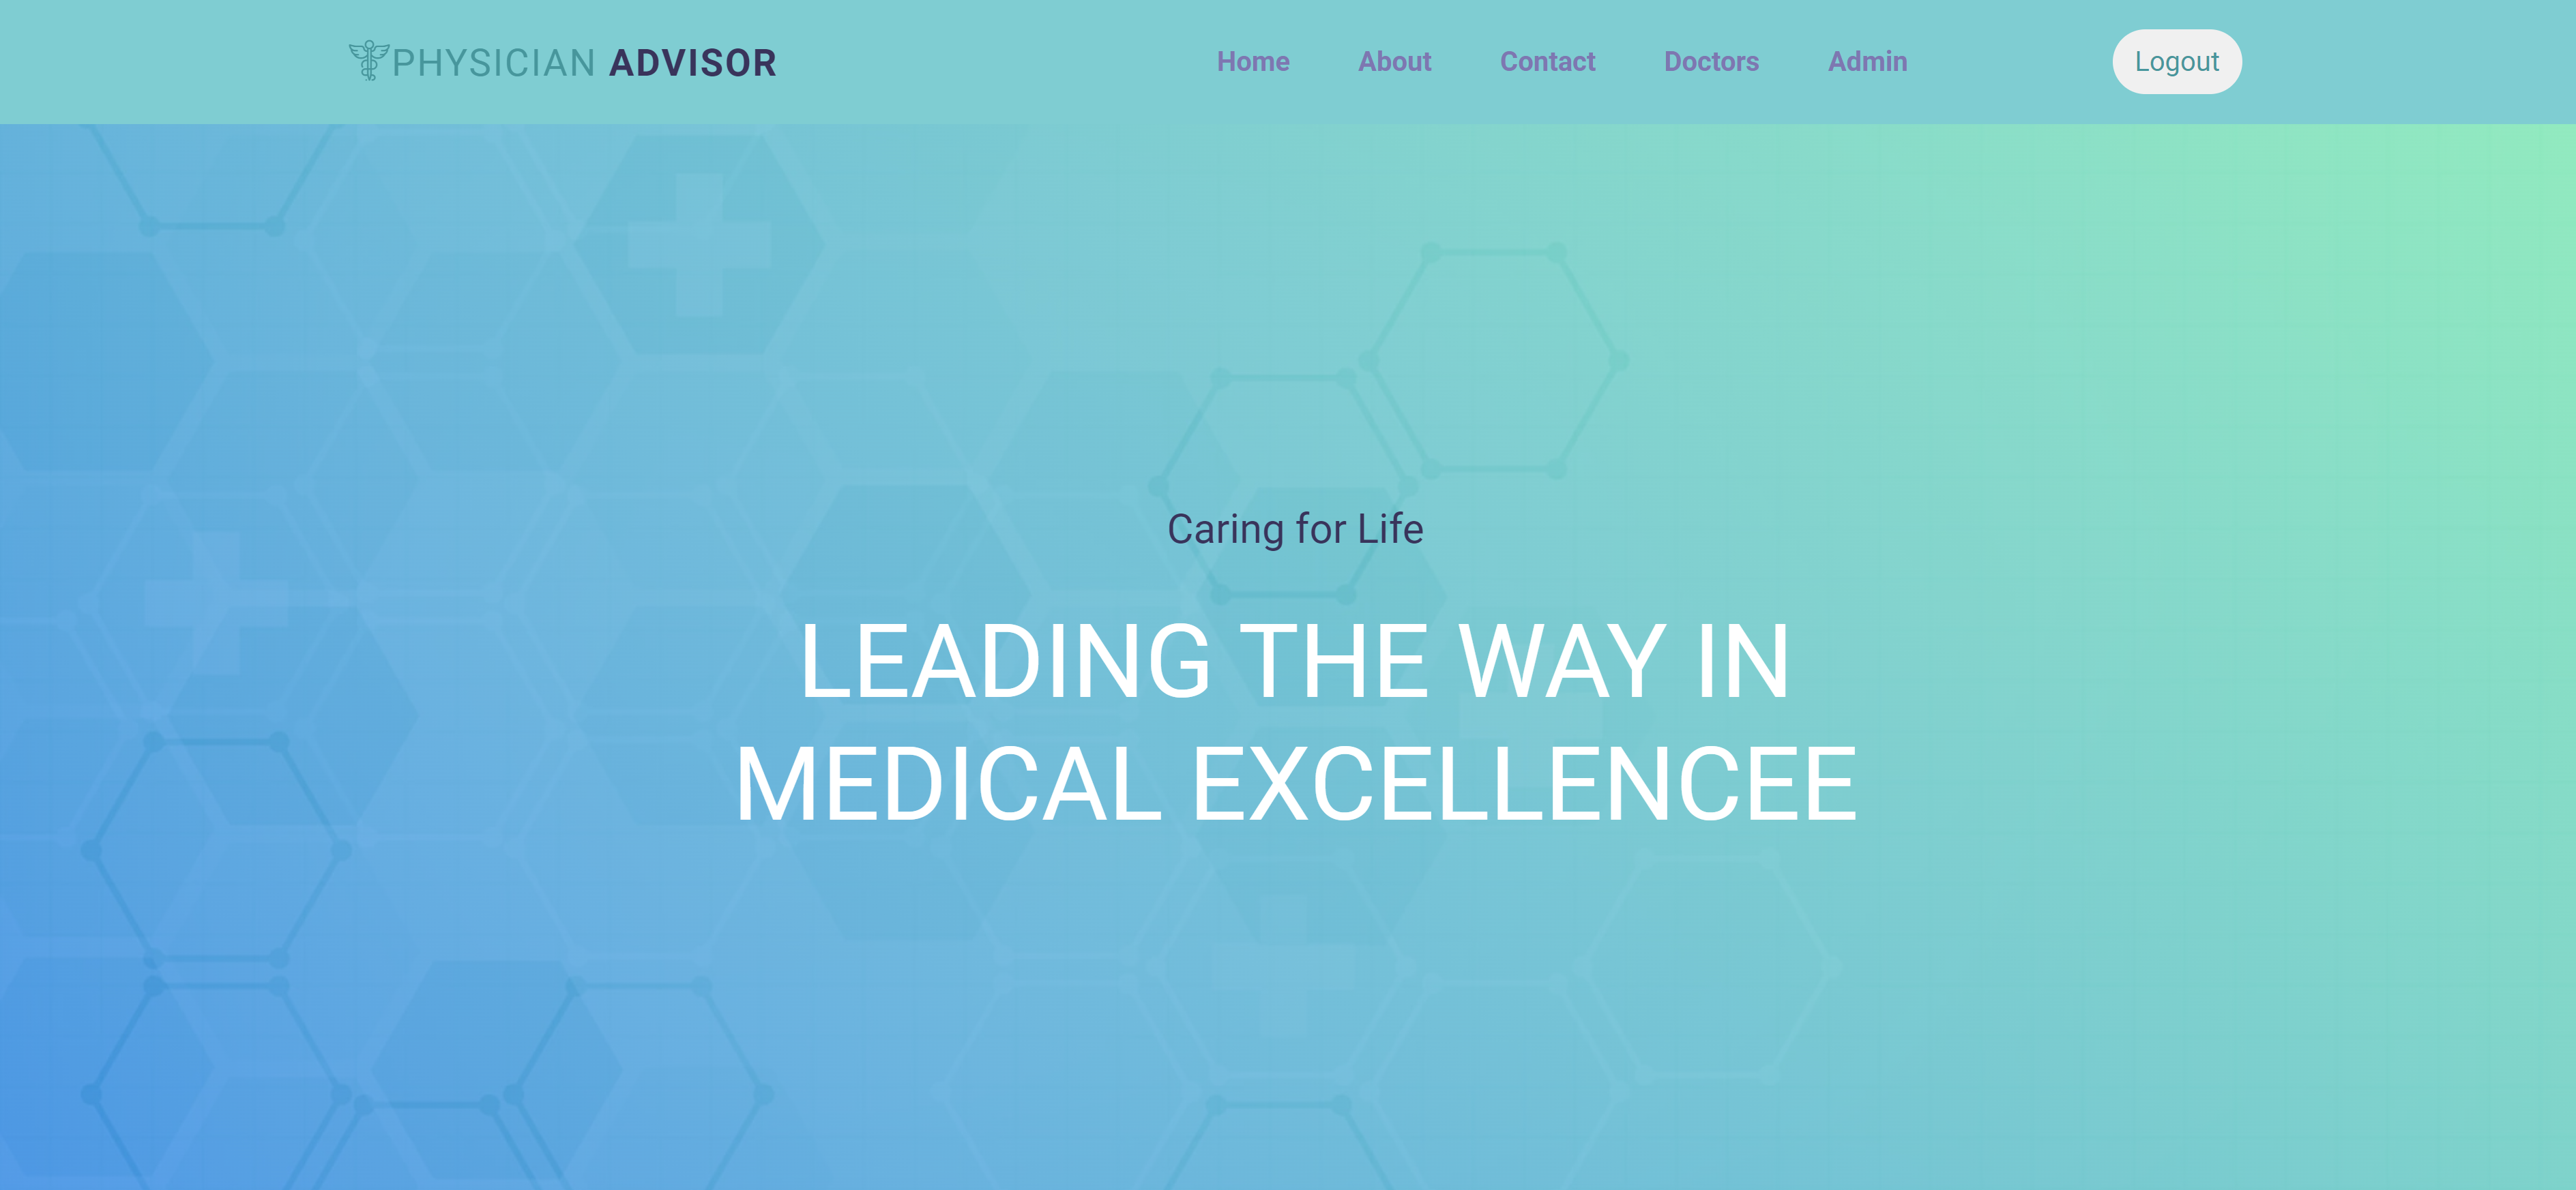 PHYSICIAN ADVISOR
Home About Contact Doctors Admin
Logout
Caring for Life
LEADING THE WAY IN
MEDICAL EXCELLENCEE